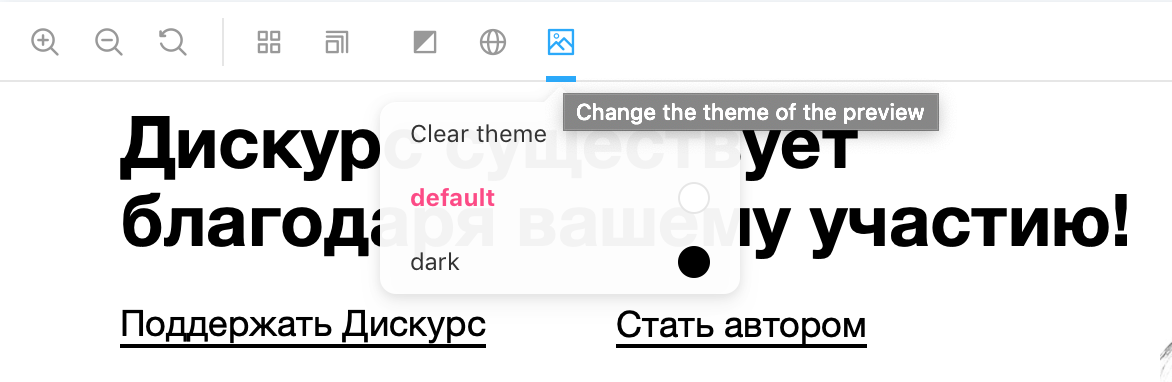 Change the theme of the preview
Clear theme
default
dark
Дискурс существует
благодаря вашему участию!
Поддержать Дискурс
Стать автором